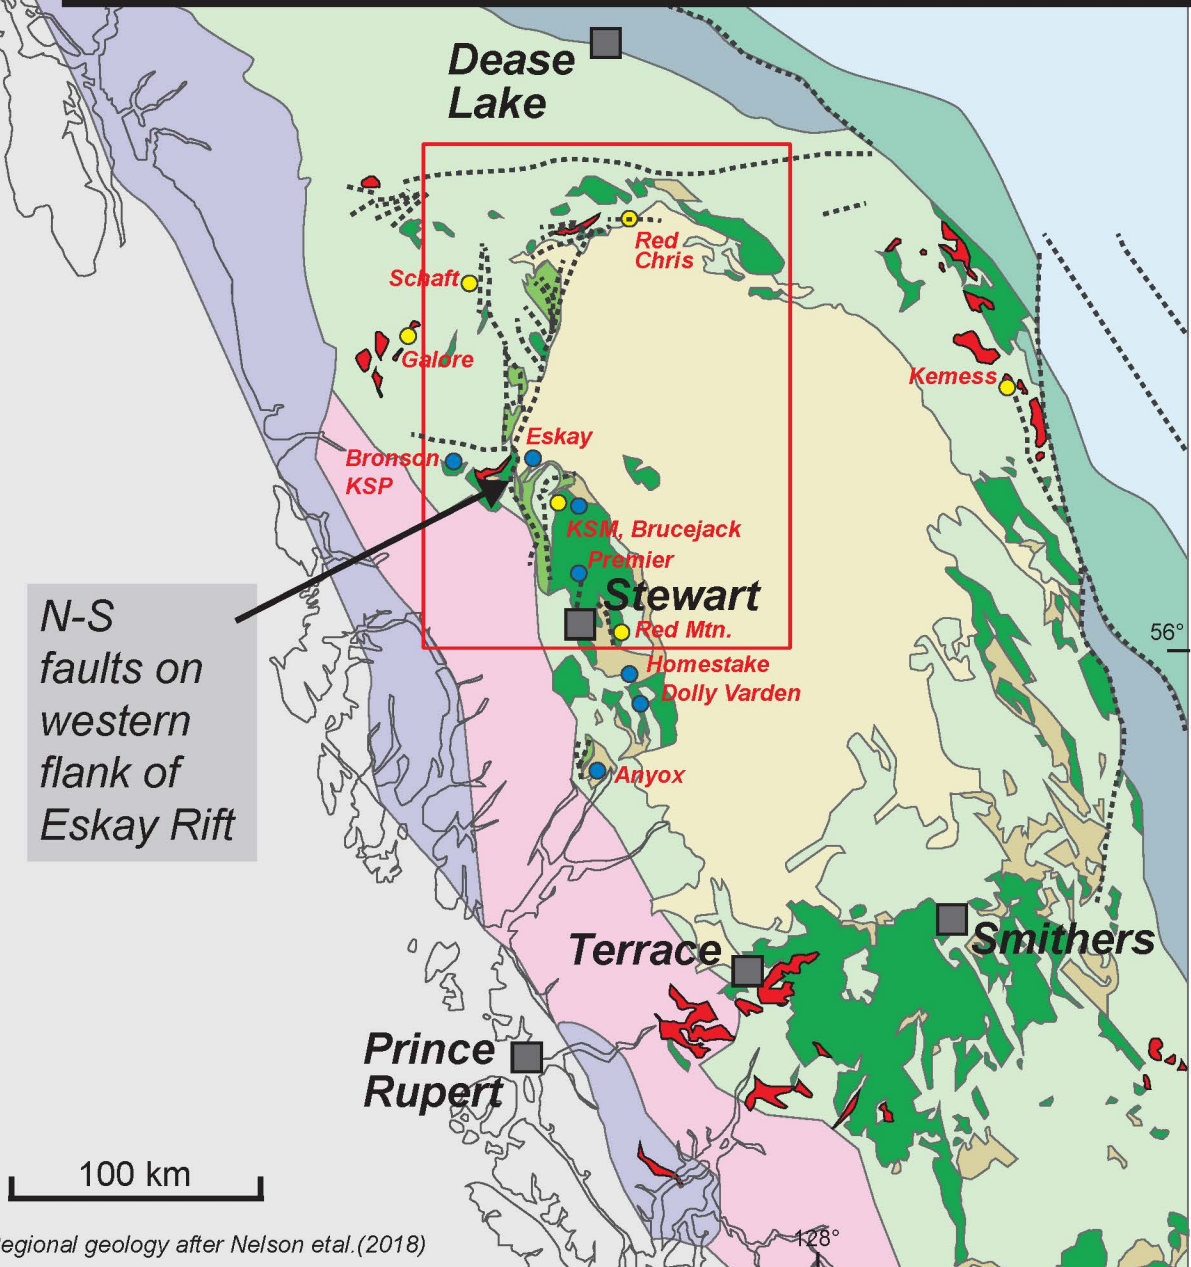 Dease
Lake
Red
Chris
Schaft
Galore
Kemess
Eskay
Bronson
KSP
KSM, Brucejack
Premier
Stewart
Red Mtn.
Homestake
Dolly Varden
Anyox
56°
N-S
faults on
western
flank of
Eskay Rift
Terrace
Smithers
Prince
Rupert
100 km
128°
egional geology after Nelson etal.(2018)